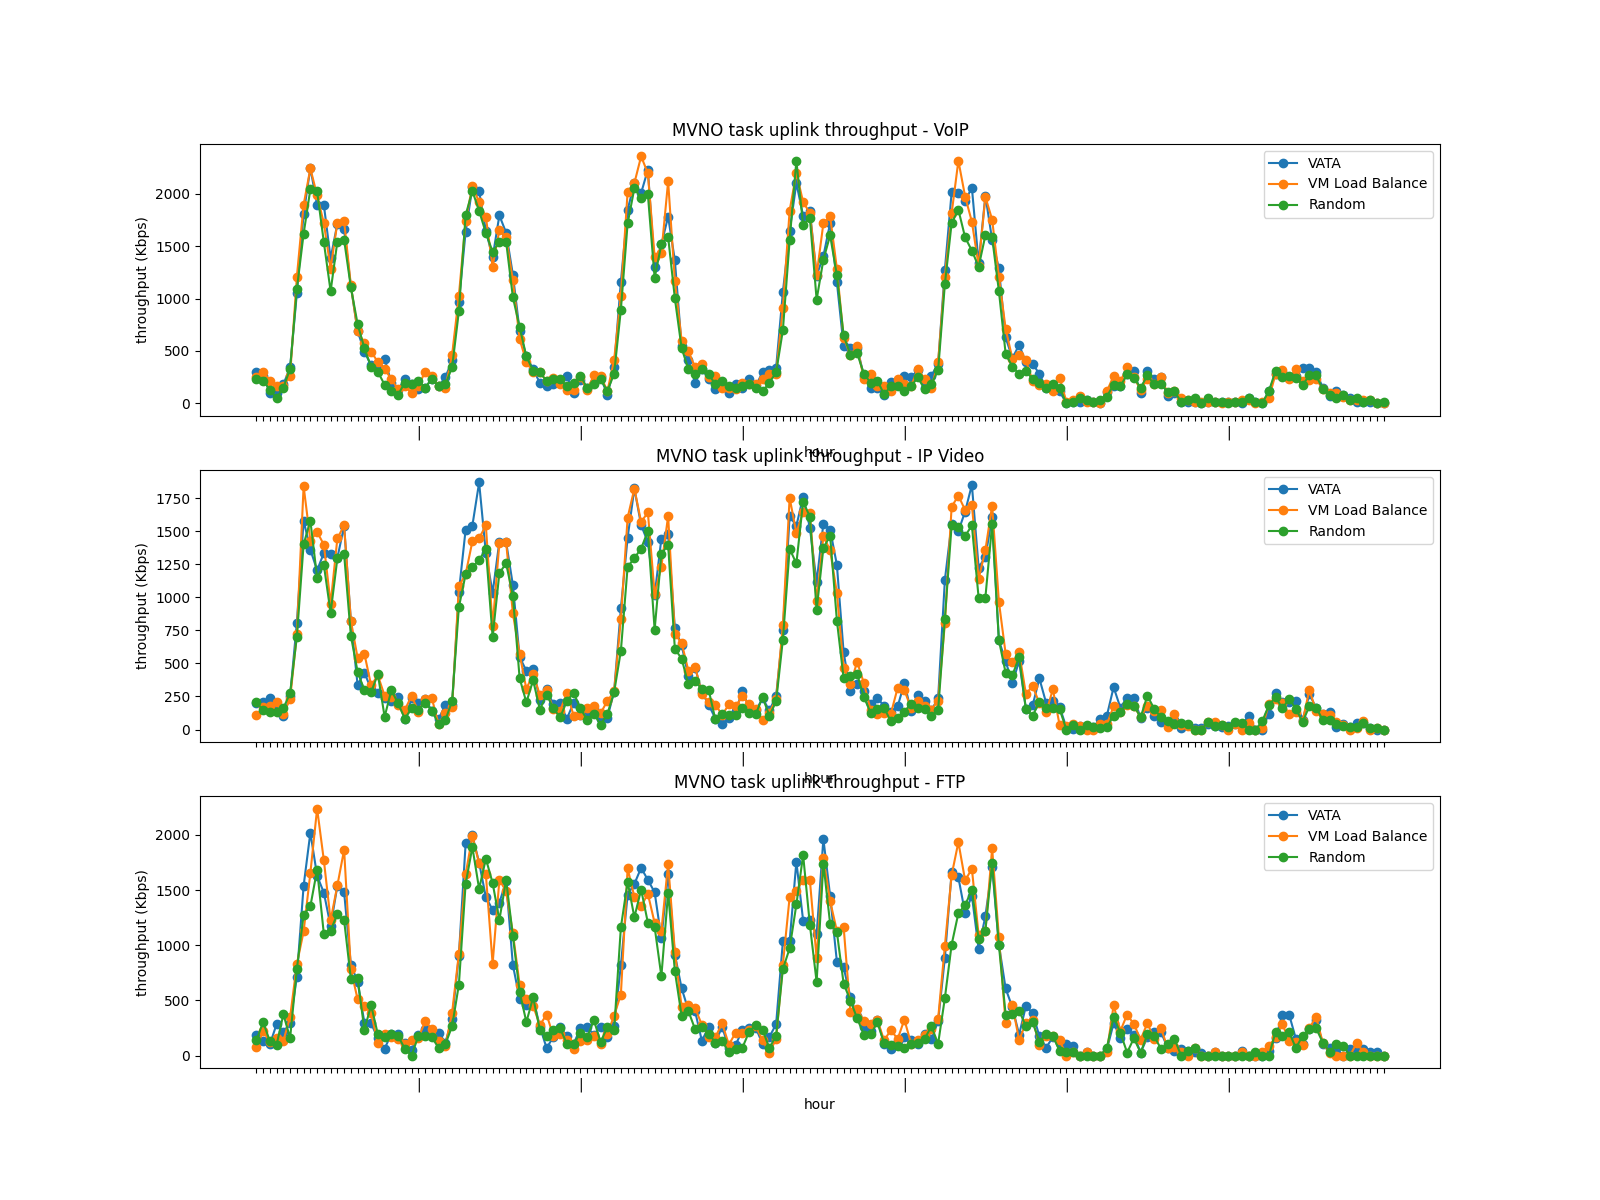 MVNO task uplink throughput - VoIP
throughput (Kbps)
2000
1500
1000
500
0
VATA
VM Load Balance
Random
hour
MVNO task uplink throughput - IP Video
throughput (Kbps)
1750
1500
1250
1000
750
500
250
0
VATA
VM Load Balance
Random
hour
MVNO task uplink throughput - FTP
throughput (Kbps)
2000
1500
1000
500
0
VATA
VM Load Balance
Random
hour